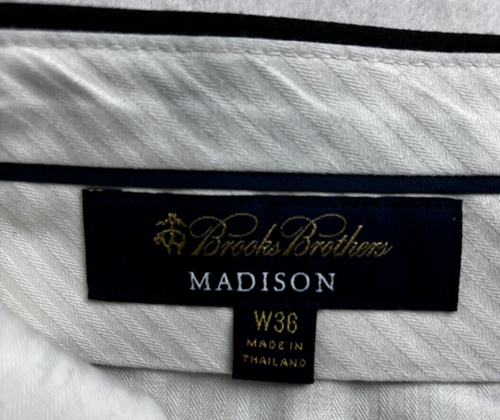 Brooks Brothers
MADISON
W36
MADE IN
THAILAND